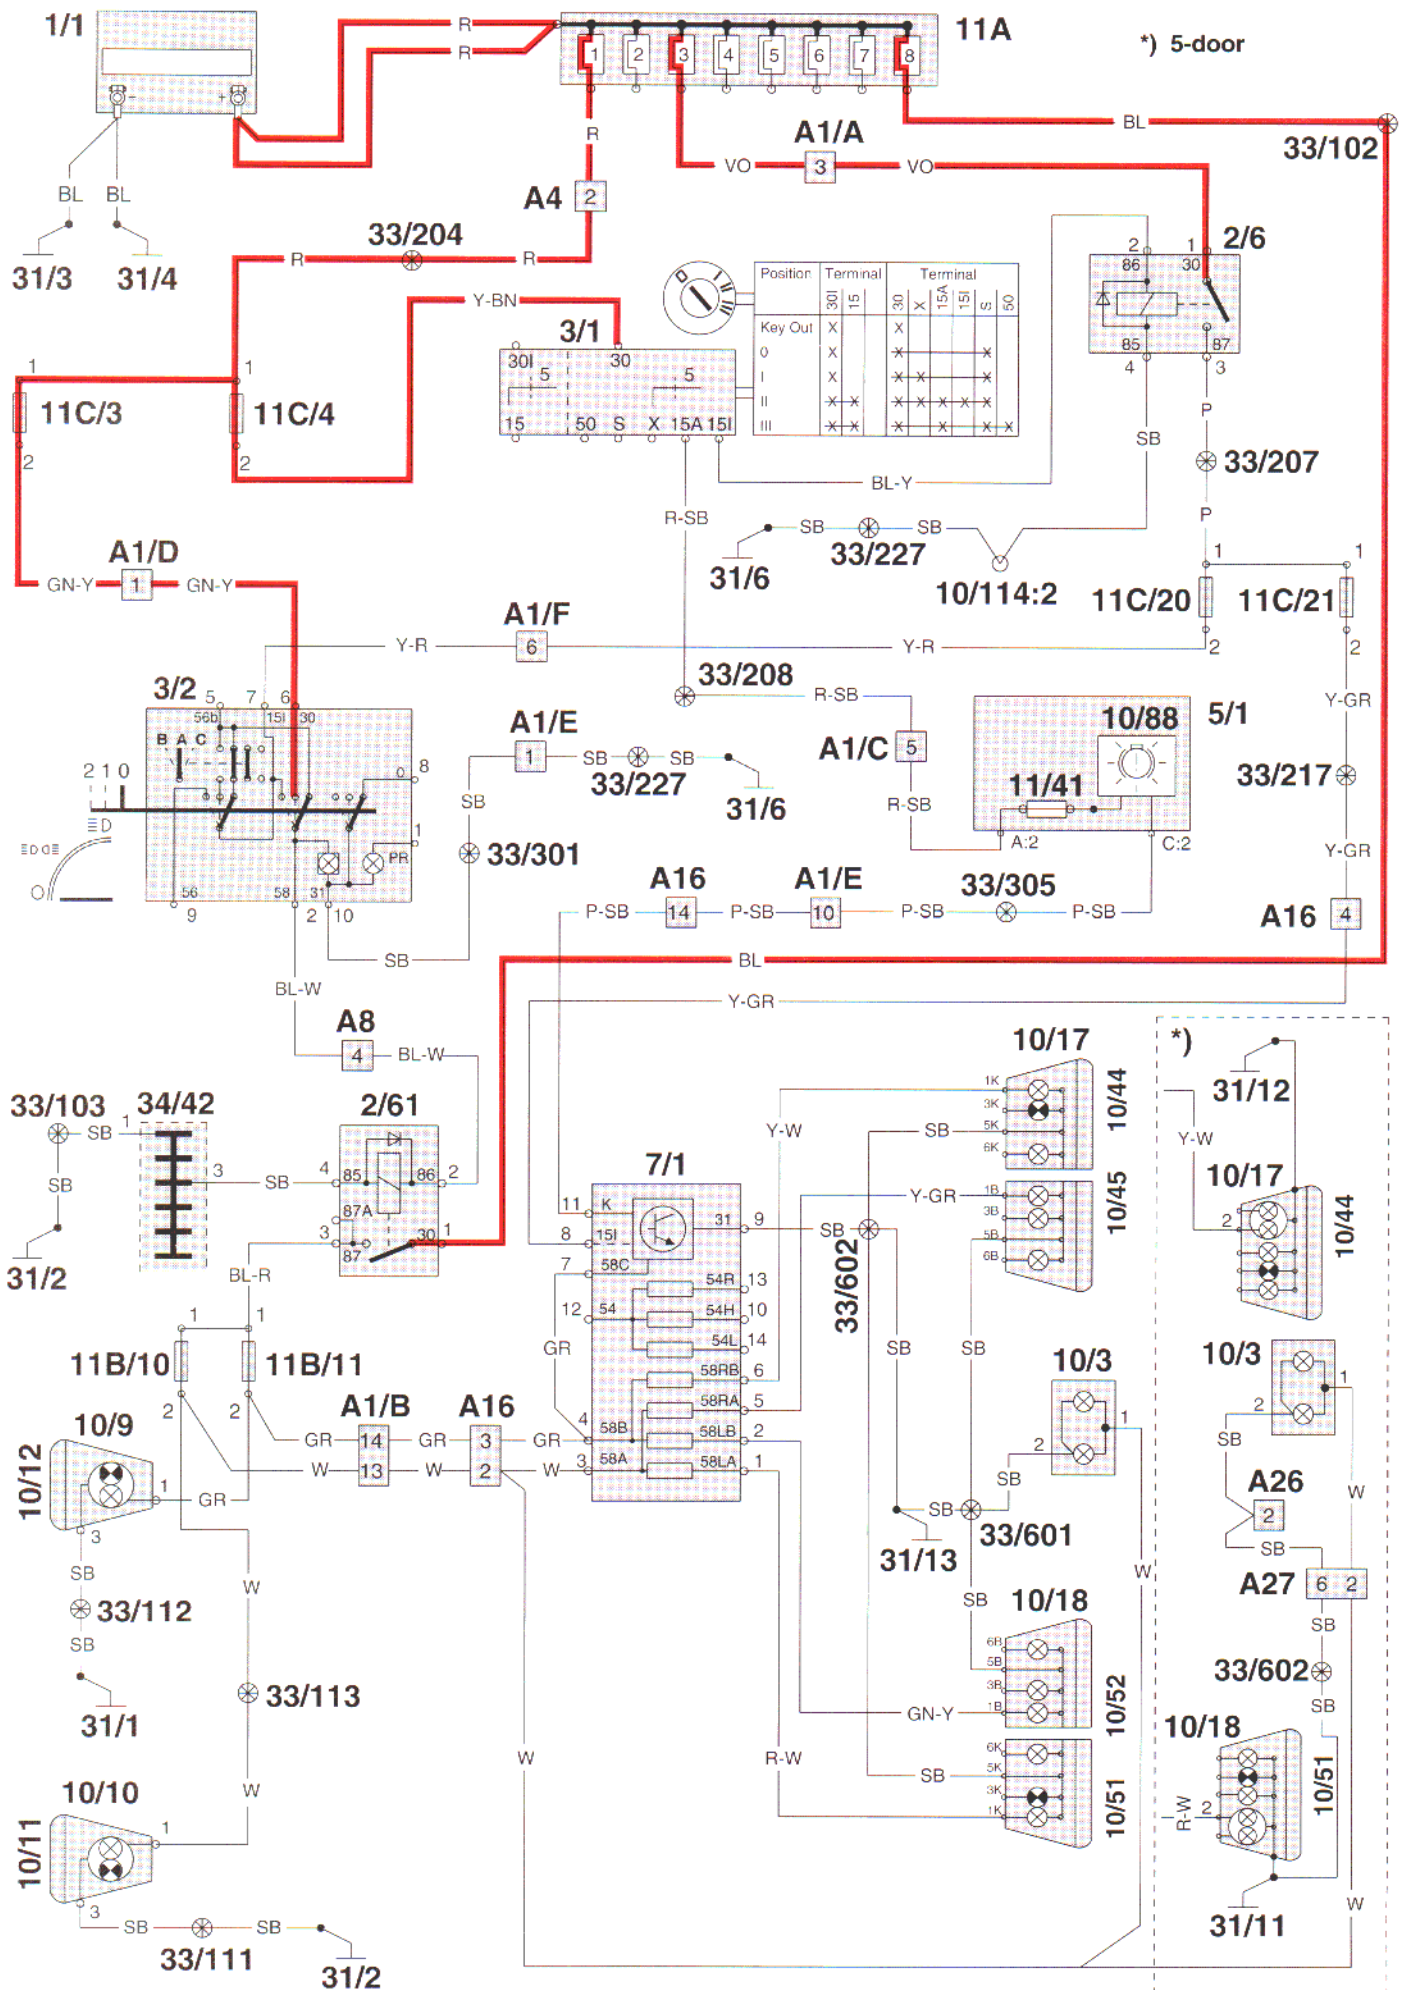 1/1
R
R
11A
*) 5-door
1 2 3 4 5 6 7 8
- +
R
A1/A
BL
33/102
VO 3 VO
BL BL
A4 2
33/204
31/3 31/4
R R
2 1 2/6
86 30
85 87
4 3
0 I II III
Position Terminal Terminal
30I 15 30 X 15A 15I S 50
Key Out X X
0 X X X
I X X X X
II X X X X X X X
III X X X X X X X X
Y-BN
3/1
30I 30
5 5
15 50 S X 15A 15I
1 1
11C/3 11C/4
2 2
P
SB
33/207
BL-Y
R-SB
P
SB SB
33/227
31/6
10/114:2
1 1
11C/20 11C/21
2 2
A1/D
GN-Y 1 GN-Y
A1/F
Y-R 6 Y-R
33/208
R-SB
Y-GR
3/2
5 7 6
56b 15I 30
B A C
2 1 0
0 8
1
PR
56 58 31
9 2 10
A1/E
1 SB SB
33/227
31/6
SB
33/301
A1/C 5
R-SB
5/1
10/88
11/41
A:2 C:2
33/217
Y-GR
A16 A1/E 33/305
P-SB 14 P-SB 10 P-SB P-SB
A16 4
SB
BL
BL-W
Y-GR
A8
4 BL-W
10/17
*)
31/12
1K
3K
5K
6K
10/44
33/103 34/42 2/61
SB 1
SB
3 SB 4 85 86 2
87A
3 87 30 1
31/2
BL-R
Y-W
SB
Y-W
10/17
2
10/44
7/1
11 K
8 15I
31 9
7 58C
12 54
54R 13
54H 10
54L 14
58RB 6
58RA 5
4 58B 58LB 2
3 58A 58LA 1
GR
Y-GR
1B
3B
5B
6B
10/45
SB
33/602
SB SB
10/3
1
2
10/3
1
2
1 1
11B/10 11B/11
2 2
A1/B A16
GR 14 GR 3 GR
W 13 W 2 W
10/9
10/12
1 GR
3
SB
33/112
SB
31/1
W
33/113
W
SB
SB
33/601
31/13
W
SB
A26
2
SB
W
A27 6 2
SB
33/602
SB
SB
10/18
6B
5B
3B
1B
10/52
GN-Y
R-W
W
SB
6K
5K
3K
1K
10/51
10/18
R-W 2
10/51
31/11
W
10/10
10/11
1
3
SB SB
33/111
31/2